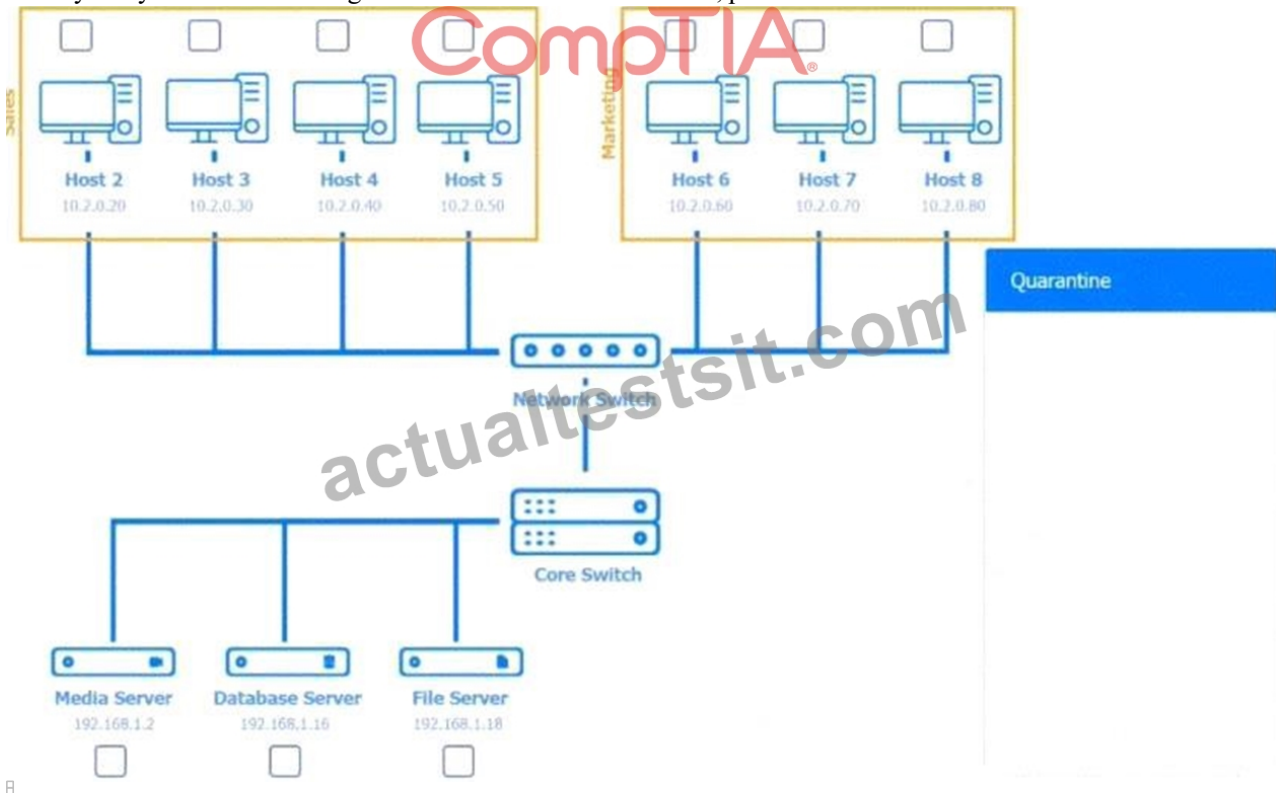 CompTIA®
Sales
Marketing
Host 2
10.2.0.20
Host 3
10.2.0.30
Host 4
10.2.0.40
Host 5
10.2.0.50
Host 6
10.2.0.60
Host 7
10.2.0.70
Host 8
10.2.0.80
Quarantine
Network Switch
actualtestsit.com
Core Switch
Media Server
192.168.1.2
Database Server
192.168.1.16
File Server
192.168.1.18